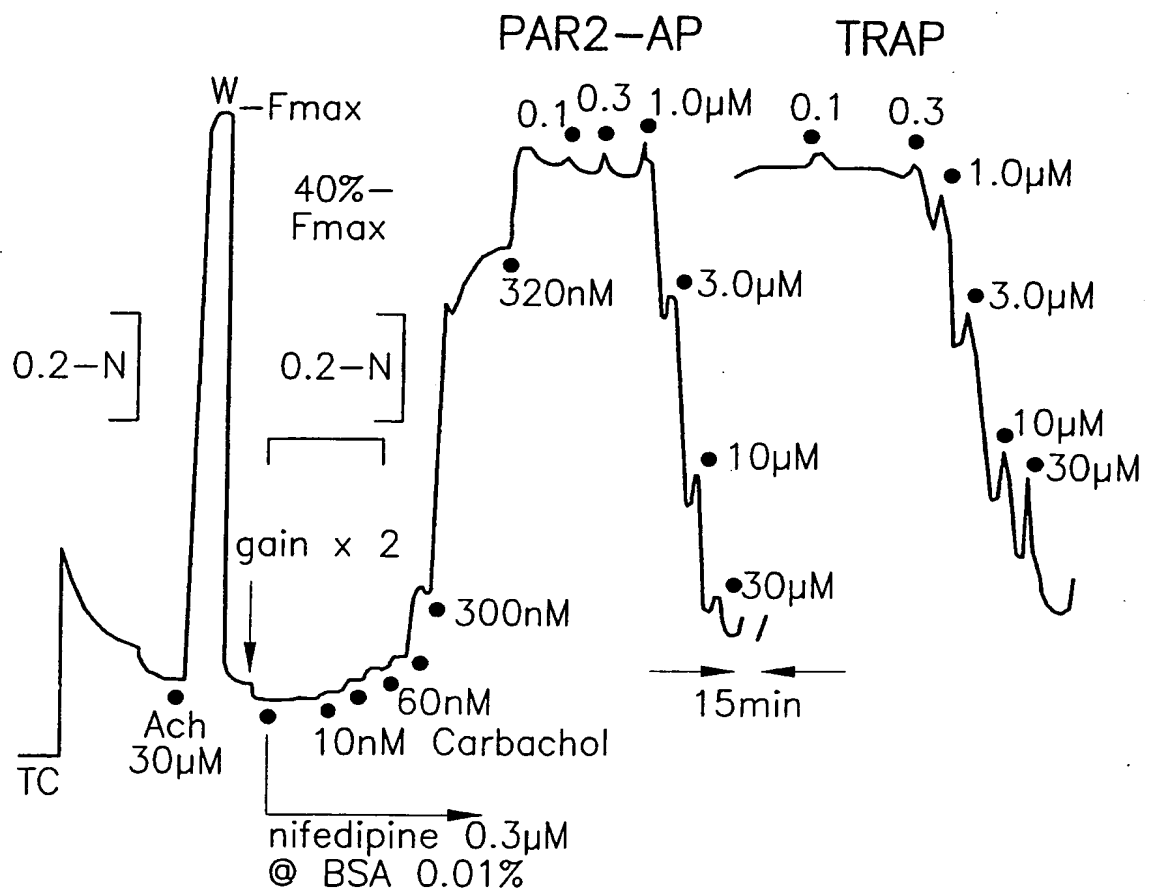 PAR2-AP
TRAP
W
-Fmax
0.1
0.3
1.0μM
0.1
0.3
1.0μM
40%-
Fmax
320nM
3.0μM
3.0μM
0.2-N
0.2-N
10μM
10μM
30μM
gain x 2
300nM
30μM
60nM
15min
Ach
30μM
10nM Carbachol
TC
nifedipine 0.3μM
@ BSA 0.01%